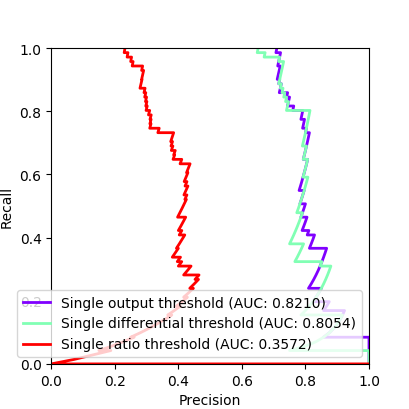 1.0
0.8
0.6
0.4
0.2
0.0
Recall
Single output threshold (AUC: 0.8210)
Single differential threshold (AUC: 0.8054)
Single ratio threshold (AUC: 0.3572)
0.0 0.2 0.4 0.6 0.8 1.0
Precision